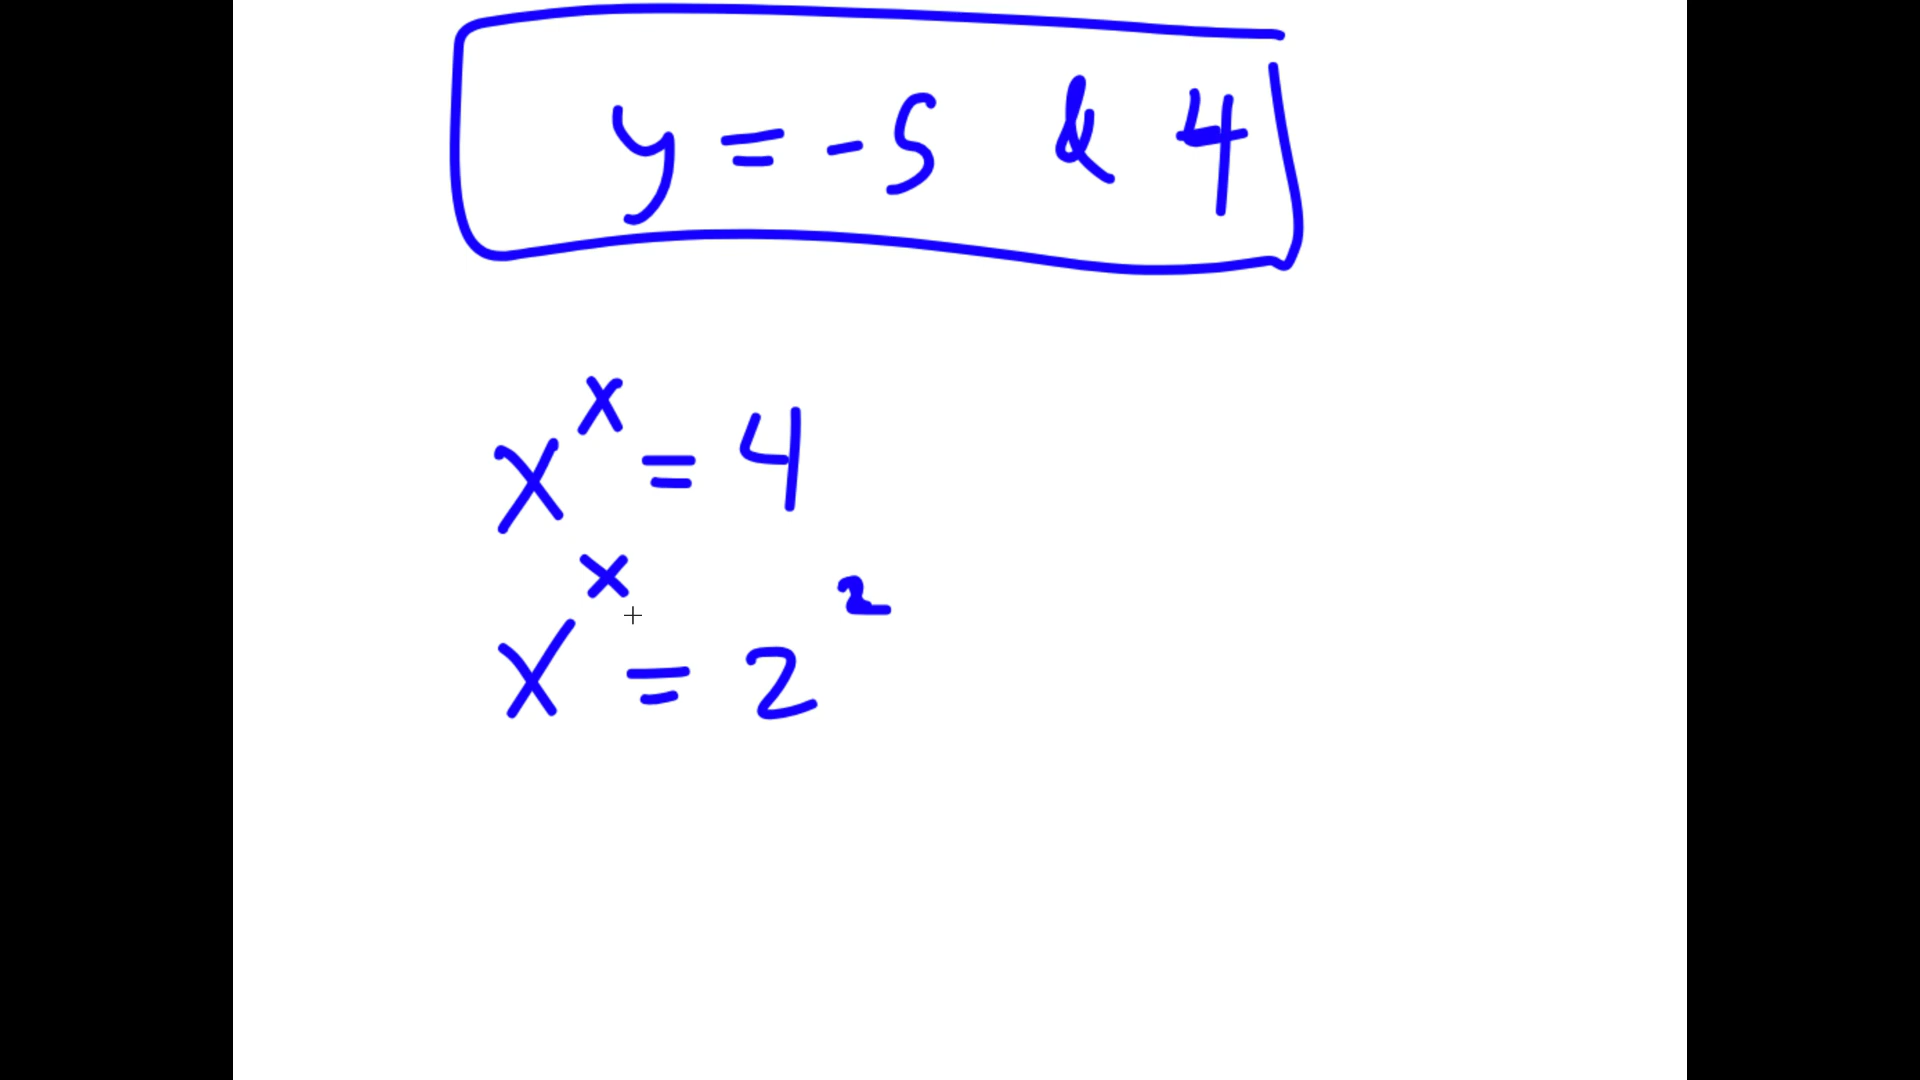 y = -5 & 4
x^x = 4
x^x = 2^2